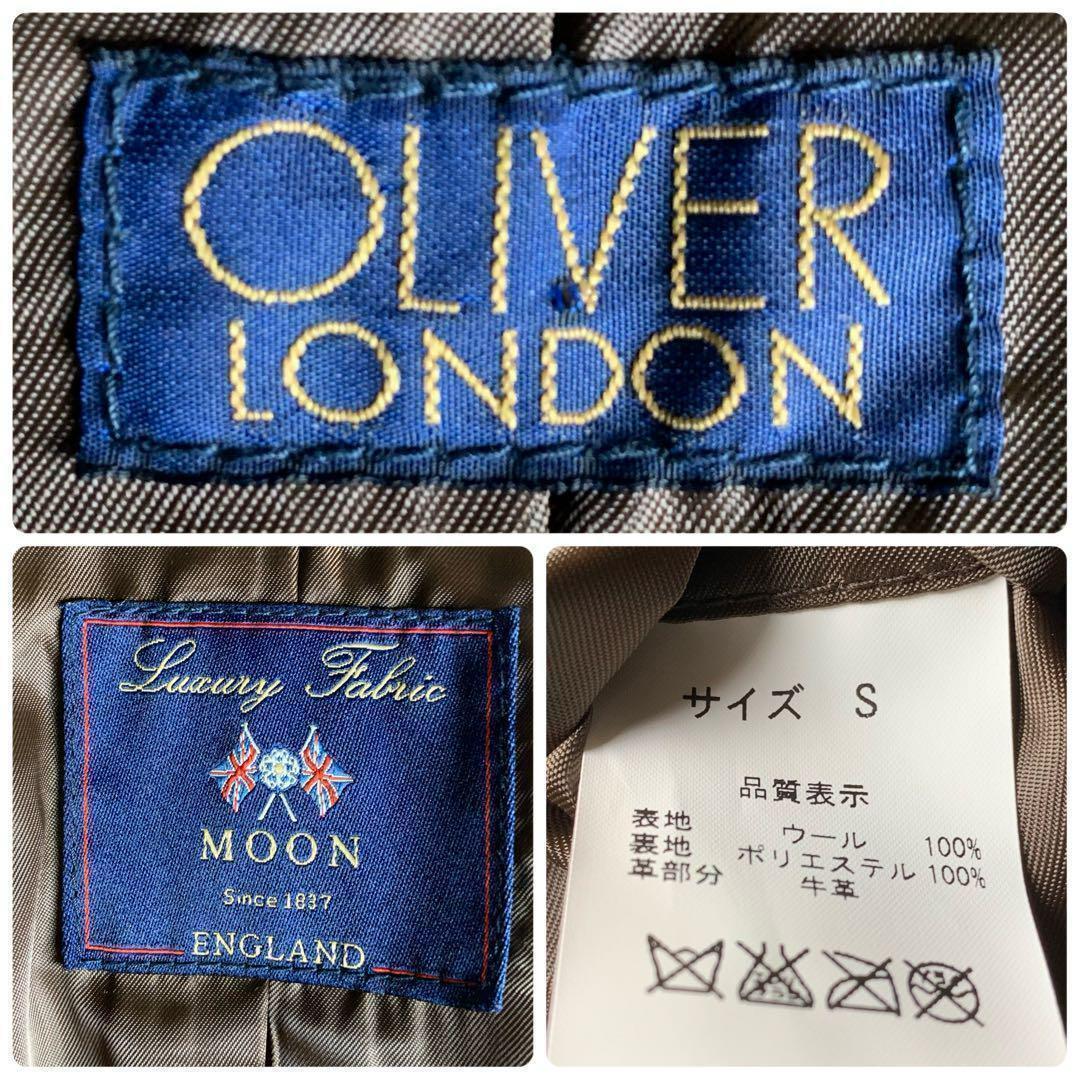 OLIVER
LONDON
Luxury Fabric
MOON
Since 1837
ENGLAND
サイズ S
品質表示
表地 ウール 100%
裏地 ポリエステル 100%
革部分 牛革